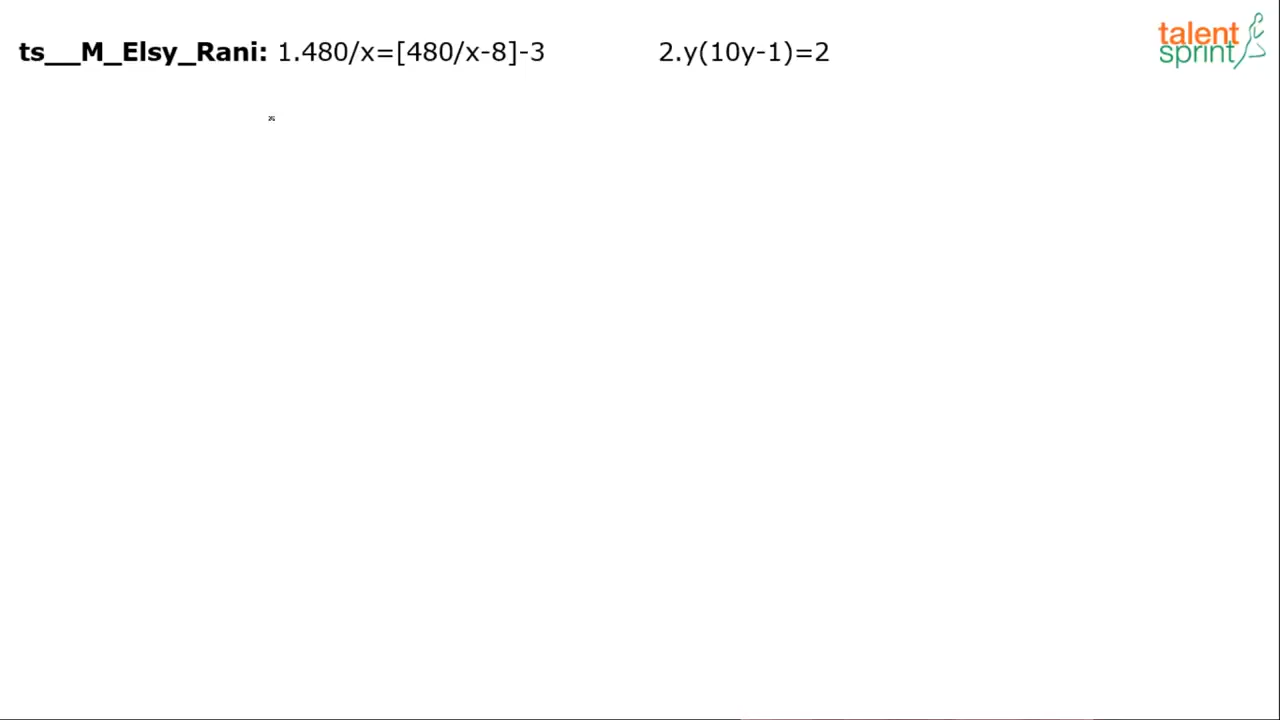 ts__M_Elsy_Rani: 1.480/x=[480/x-8]-3 2.y(10y-1)=2
talent
sprint